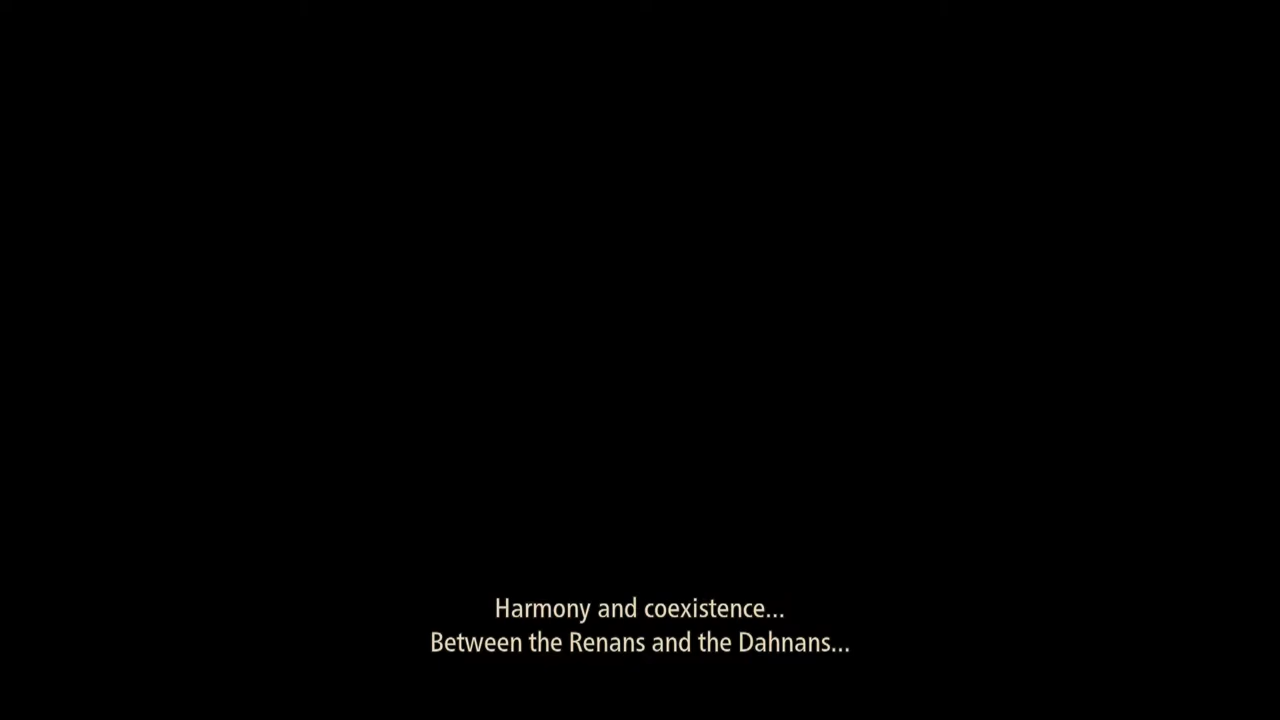 Harmony and coexistence...
Between the Renans and the Dahnans...